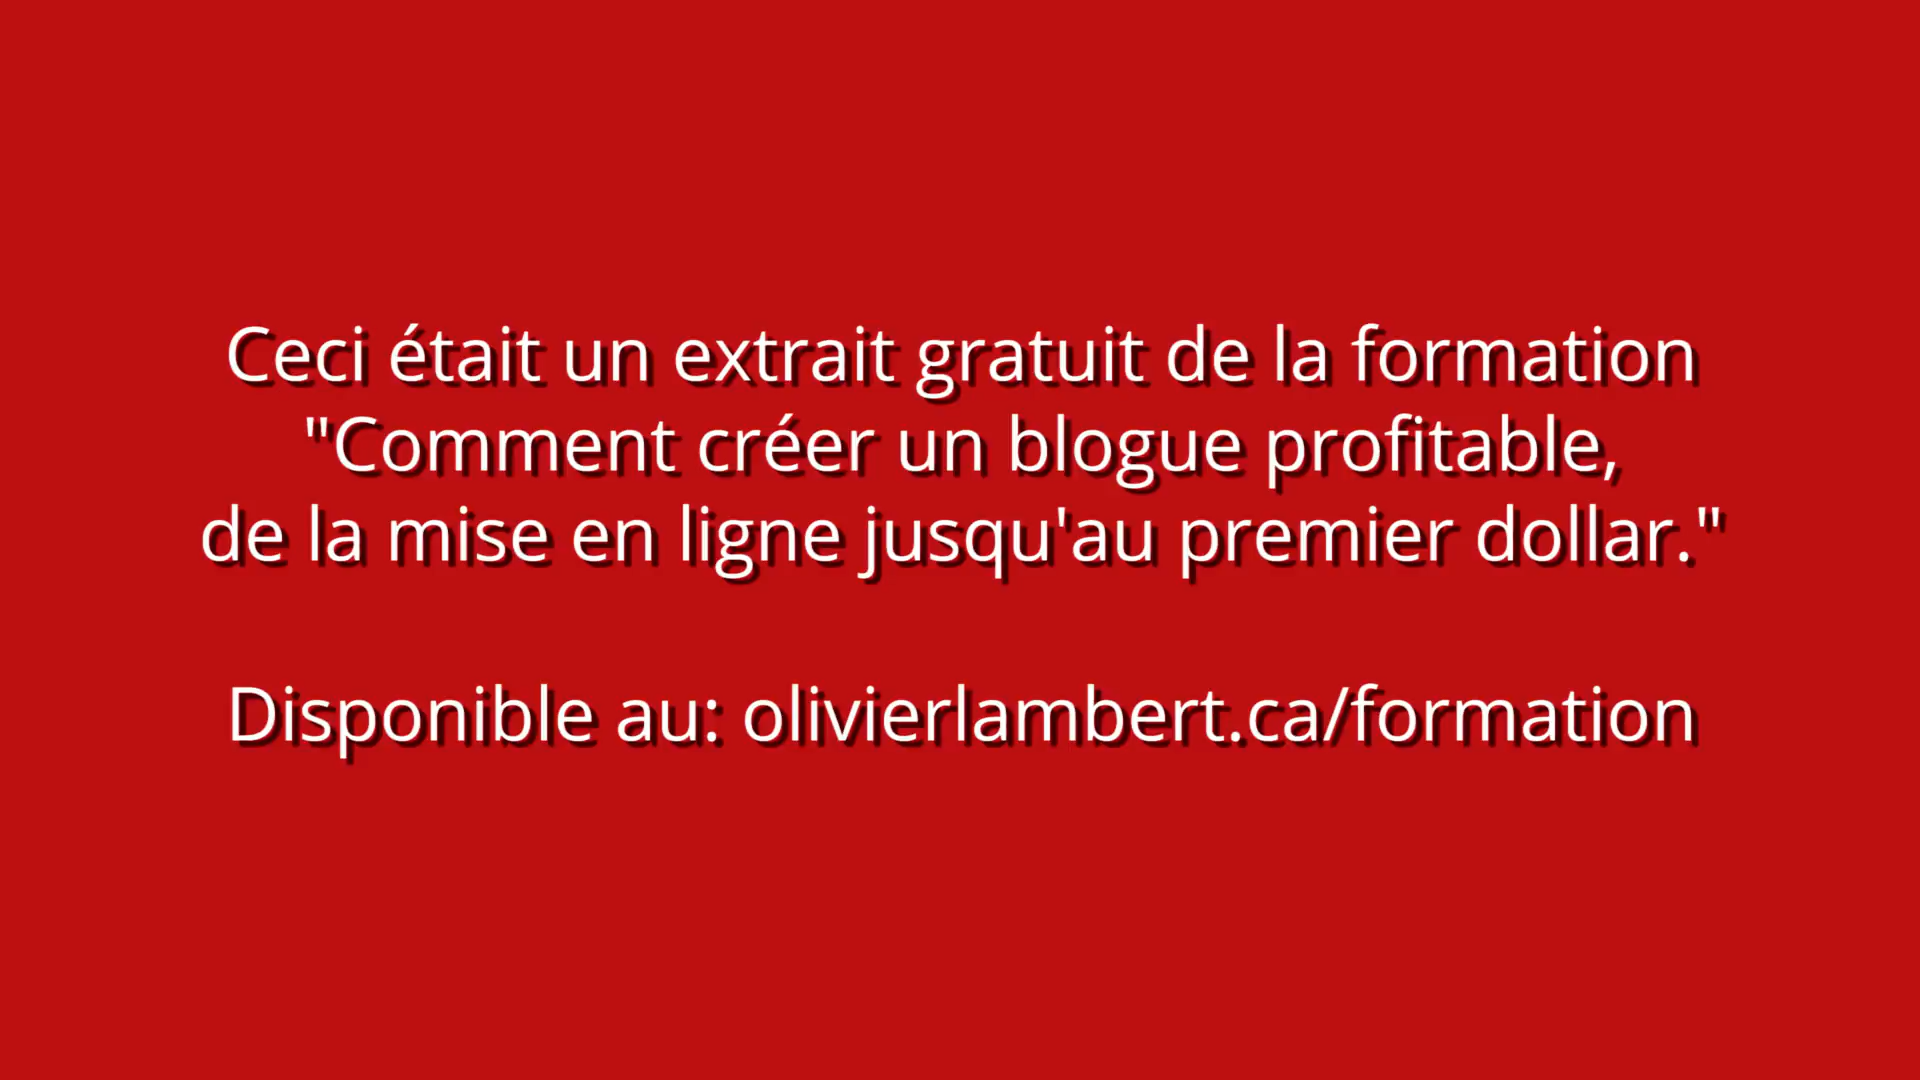 Ceci était un extrait gratuit de la formation
"Comment créer un blogue profitable,
de la mise en ligne jusqu'au premier dollar."
Disponible au: olivierlambert.ca/formation